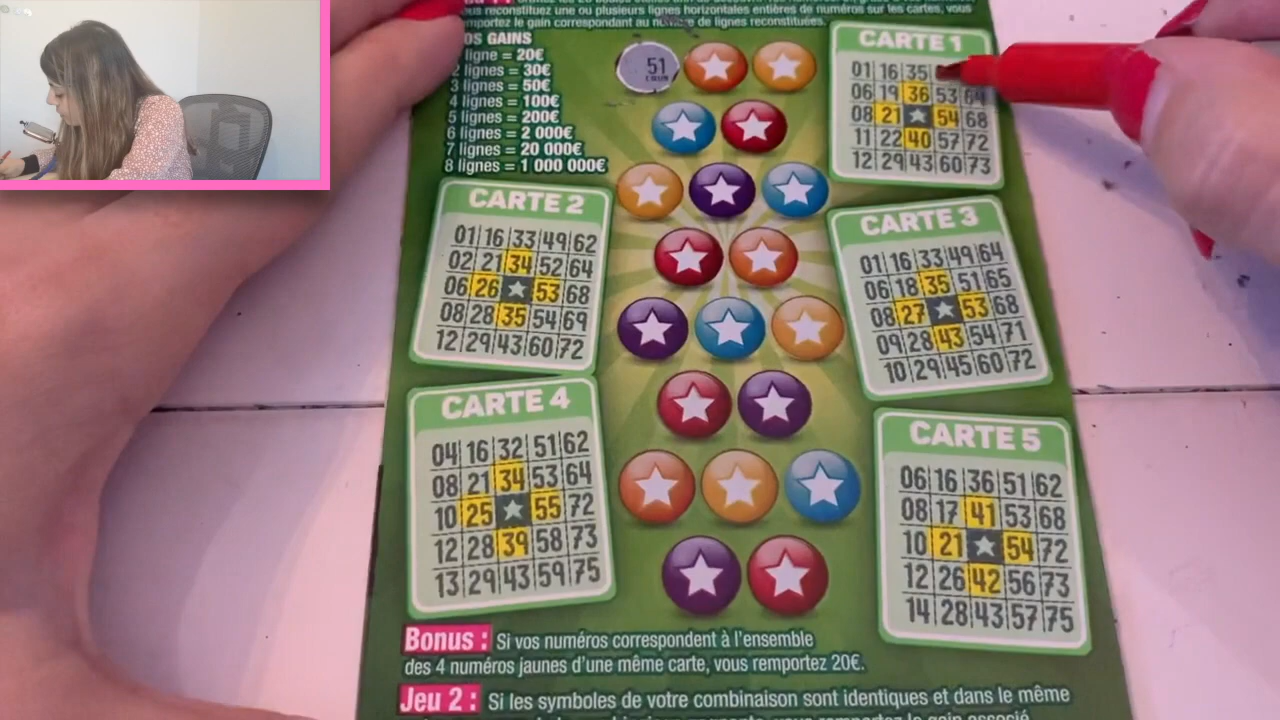 us reconstituez une ou plusieurs lignes horizontales entières de numéros sur les cartes, vous
mportez le gain correspondant au nombre de lignes reconstituées.
OS GAINS
ligne = 20€
2 lignes = 30€
3 lignes = 50€
4 lignes = 100€
5 lignes = 200€
6 lignes = 2 000€
7 lignes = 20 000€
8 lignes = 1 000 000€
51
CARTE 1
01 16 35
06 19 36 53 64
08 21 54 68
11 22 40 57 72
12 29 43 60 73
CARTE 2
01 16 33 49 62
02 21 34 52 64
06 26 53 68
08 28 35 54 69
12 29 43 60 72
CARTE 3
01 16 33 49 64
06 18 35 51 65
08 27 53 68
09 28 43 54 71
10 29 45 60 72
CARTE 4
04 16 32 51 62
08 21 34 53 64
10 25 55 72
12 28 39 58 73
13 29 43 59 75
CARTE 5
06 16 36 51 62
08 17 41 53 68
10 21 54 72
12 26 42 56 73
14 28 43 57 75
Bonus : Si vos numéros correspondent à l'ensemble
des 4 numéros jaunes d'une même carte, vous remportez 20€.
Jeu 2 : Si les symboles de votre combinaison sont identiques et dans le même